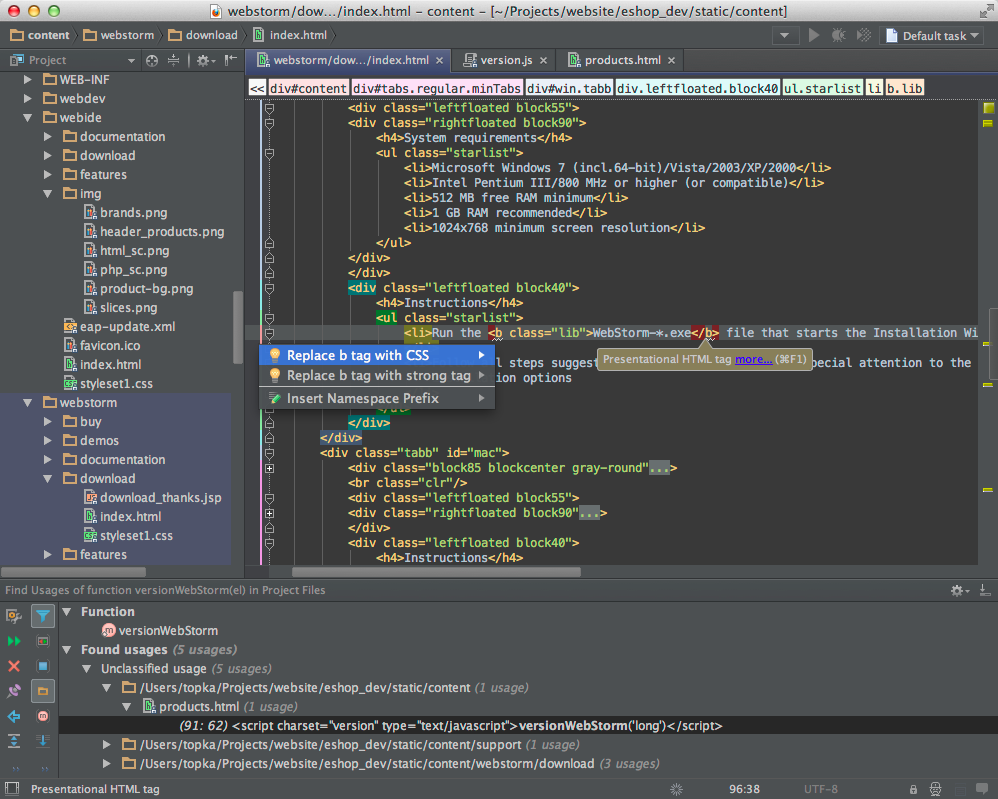 webstorm/dow.../index.html – content – [~/Projects/website/eshop_dev/static/content]
content webstorm download index.html Default task
Project webstorm/dow.../index.html version.js products.html
<< div#content div#tabs.regular.minTabs div#win.tabb div.leftfloated.block40 ul.starlist li b.lib
WEB-INF
webdev
webide
documentation
download
features
img
brands.png
header_products.png
html_sc.png
php_sc.png
product-bg.png
slices.png
eap-update.xml
favicon.ico
index.html
styleset1.css
webstorm
buy
demos
documentation
download
download_thanks.jsp
index.html
styleset1.css
features
<div class="leftfloated block55">
<div class="rightfloated block90">
<h4>System requirements</h4>
<ul class="starlist">
<li>Microsoft Windows 7 (incl.64-bit)/Vista/2003/XP/2000</li>
<li>Intel Pentium III/800 MHz or higher (or compatible)</li>
<li>512 MB free RAM minimum</li>
<li>1 GB RAM recommended</li>
<li>1024x768 minimum screen resolution</li>
</ul>
</div>
</div>
<div class="leftfloated block40">
<h4>Instructions</h4>
<ul class="starlist">
<li>Run the <b class="lib">WebStorm-*.exe</b> file that starts the Installation Wi
Replace b tag with CSS
Replace b tag with strong tag
Insert Namespace Prefix
l steps sugges
Presentational HTML tag more... (⌘F1)
pecial attention to the
ion options
</div>
</div>
<div class="tabb" id="mac">
<div class="block85 blockcenter gray-round"...>
<br class="clr"/>
<div class="leftfloated block55">
<div class="rightfloated block90"...>
</div>
<div class="leftfloated block40">
<h4>Instructions</h4>
Find Usages of function versionWebStorm(el) in Project Files
Function
versionWebStorm
Found usages (5 usages)
Unclassified usage (5 usages)
/Users/topka/Projects/website/eshop_dev/static/content (1 usage)
products.html (1 usage)
(91: 62) <script charset="version" type="text/javascript">versionWebStorm('long')</script>
/Users/topka/Projects/website/eshop_dev/static/content/support (1 usage)
/Users/topka/Projects/website/eshop_dev/static/content/webstorm/download (3 usages)
Presentational HTML tag 96:38 UTF-8